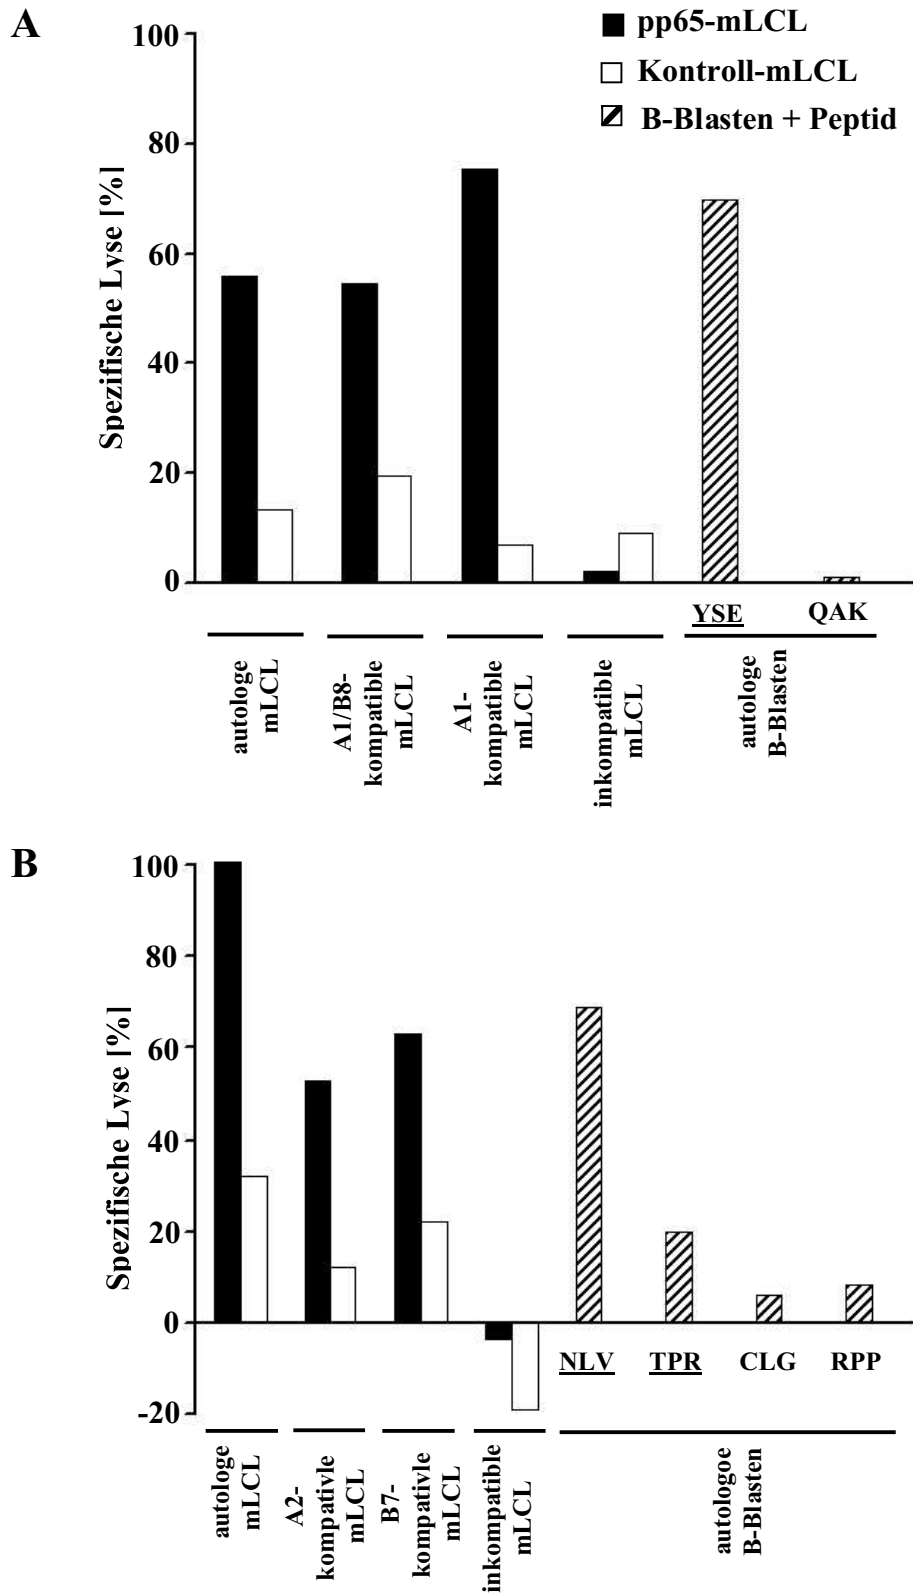 A
pp65-mLCL
Kontroll-mLCL
B-Blasten + Peptid
Spezifische Lyse [%]
100
80
60
40
20
0
YSE
QAK
autologe
mLCL
A1/B8-
kompatible
mLCL
A1-
kompatible
mLCL
inkompatible
mLCL
autologe
B-Blasten
B
Spezifische Lyse [%]
100
80
60
40
20
0
-20
NLV
TPR
CLG
RPP
autologe
mLCL
A2-
kompativle
mLCL
B7-
kompativle
mLCL
inkompatible
mLCL
autologoe
B-Blasten